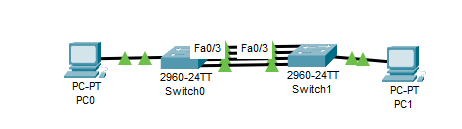 Fa0/3 Fa0/3
2960-24TT 2960-24TT
Switch0 Switch1
PC-PT PC-PT
PC0 PC1